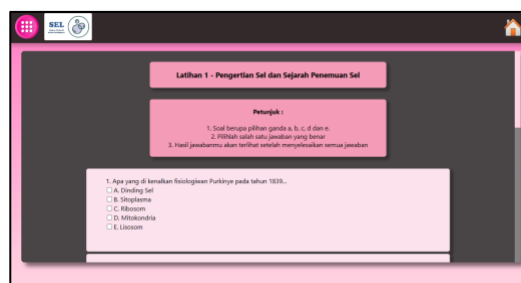 SEL
Latihan 1 - Pengertian Sel dan Sejarah Penemuan Sel
Petunjuk :
1. Soal berupa pilihan ganda a, b, c, d dan e.
2. Pilihlah salah satu jawaban yang benar
3. Hasil jawabanmu akan terlihat setelah menyelesaikan semua jawaban
1. Apa yang di kenalkan fisiologiwan Purkinye pada tahun 1839...
A. Dinding Sel
B. Sitoplasma
C. Ribosom
D. Mitokondria
E. Lisosom